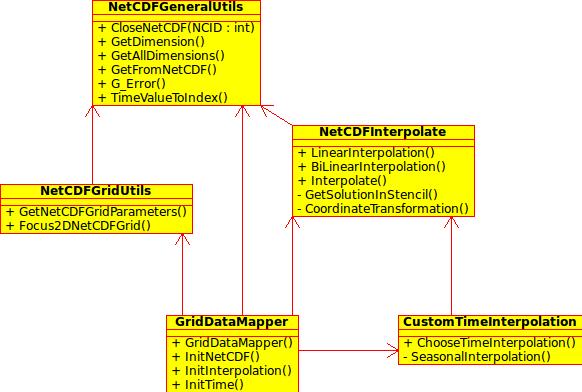 NetCDFGeneralUtils
+ CloseNetCDF(NCID : int)
+ GetDimension()
+ GetAllDimensions()
+ GetFromNetCDF()
+ G_Error()
+ TimeValueToIndex()
NetCDFInterpolate
+ LinearInterpolation()
+ BiLinearInterpolation()
+ Interpolate()
- GetSolutionInStencil()
- CoordinateTransformation()
NetCDFGridUtils
+ GetNetCDFGridParameters()
+ Focus2DNetCDFGrid()
GridDataMapper
+ GridDataMapper()
+ InitNetCDF()
+ InitInterpolation()
+ InitTime()
CustomTimeInterpolation
+ ChooseTimeInterpolation()
- SeasonalInterpolation()